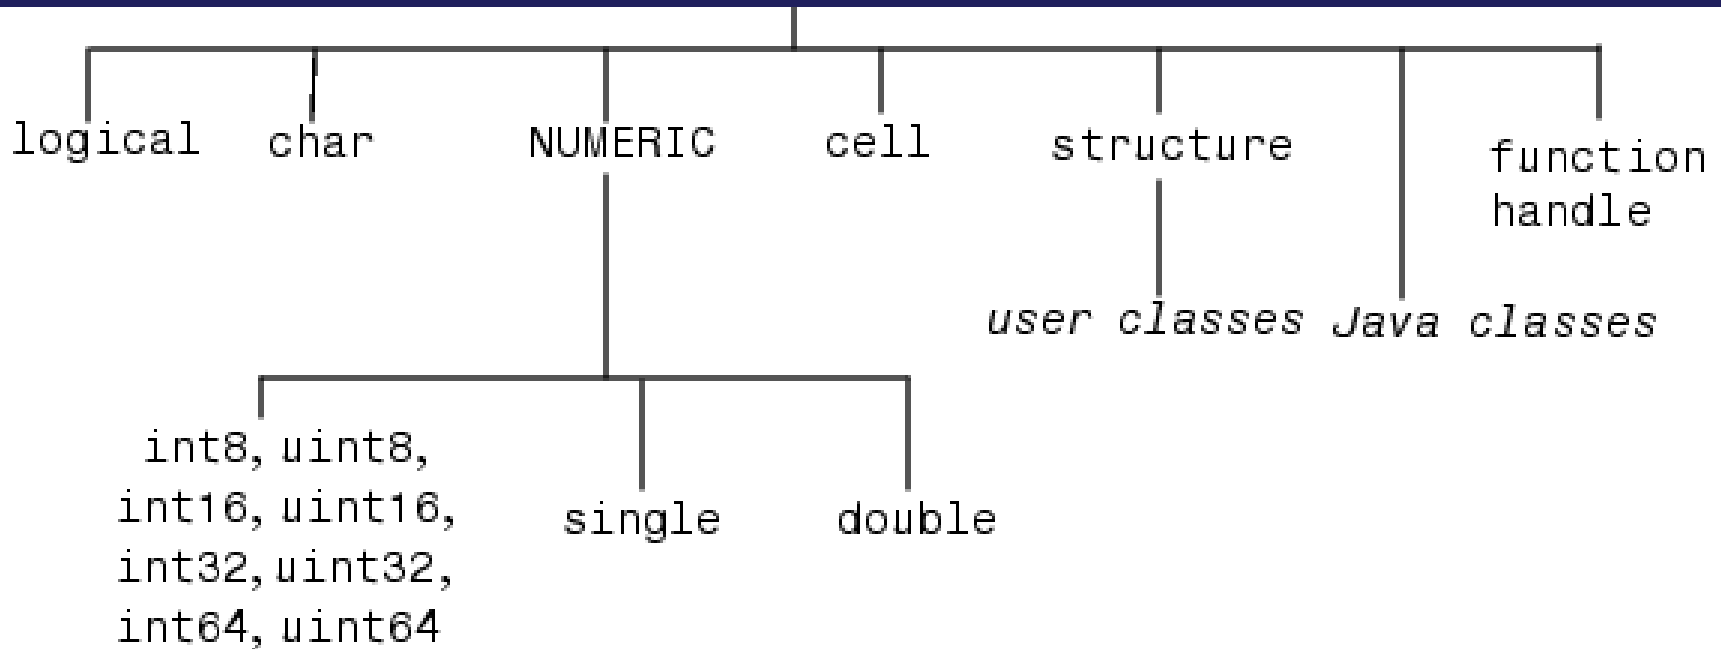 logical char NUMERIC cell structure function
handle
user classes Java classes
int8, uint8,
int16, uint16,
int32, uint32,
int64, uint64
single double